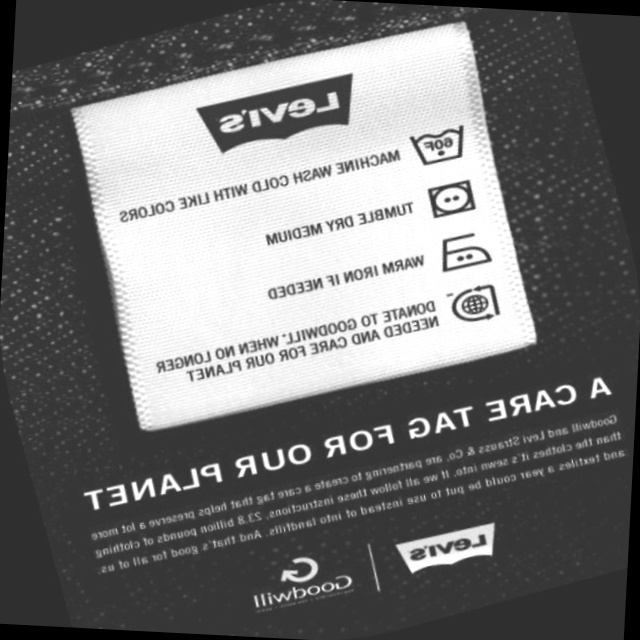 LEVI'S
60F
MACHINE WASH COLD WITH LIKE COLORS
TUMBLE DRY MEDIUM
WARM IRON IF NEEDED
DONATE TO GOODWILL™ WHEN NO LONGER
NEEDED AND CARE FOR OUR PLANET
A CARE TAG FOR OUR PLANET
Goodwill and Levi Strauss & Co. are partnering to create a care tag that helps preserve a lot more
than the clothes it's sewn into. If we all follow these instructions, 23.8 billion pounds of clothing
and textiles a year could be put to use instead of into landfills. And that's good for all of us.
LEVI'S
Goodwill